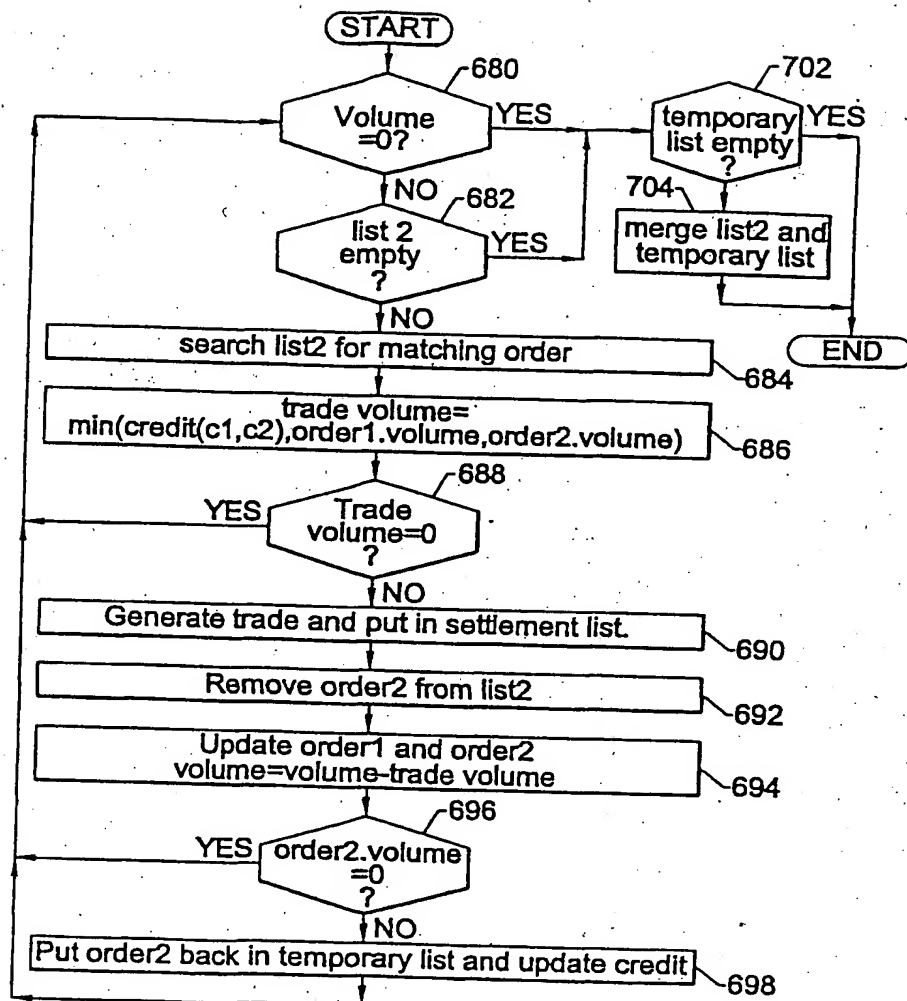 START
680
Volume
=0?
YES
702
temporary
list empty
?
YES
NO
682
list 2
empty
?
YES
704
merge list2 and
temporary list
NO
END
search list2 for matching order
684
trade volume=
min(credit(c1,c2),order1.volume,order2.volume)
686
688
Trade
volume=0
?
YES
NO
Generate trade and put in settlement list.
690
Remove order2 from list2
692
Update order1 and order2
volume=volume-trade volume
694
696
order2.volume
=0
?
YES
NO
Put order2 back in temporary list and update credit
698